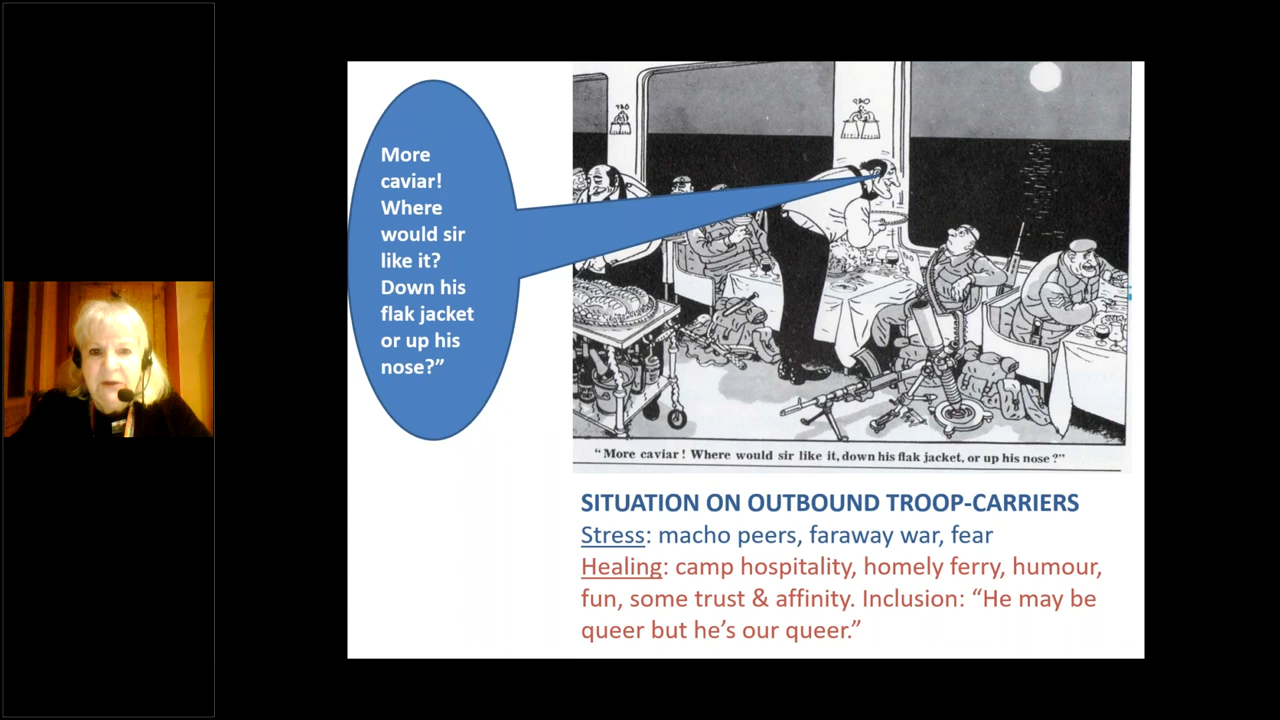 More
caviar!
Where
would sir
like it?
Down his
flak jacket
or up his
nose?”
“More caviar! Where would sir like it, down his flak jacket, or up his nose?”
SITUATION ON OUTBOUND TROOP-CARRIERS
Stress: macho peers, faraway war, fear
Healing: camp hospitality, homely ferry, humour,
fun, some trust & affinity. Inclusion: “He may be
queer but he’s our queer.”